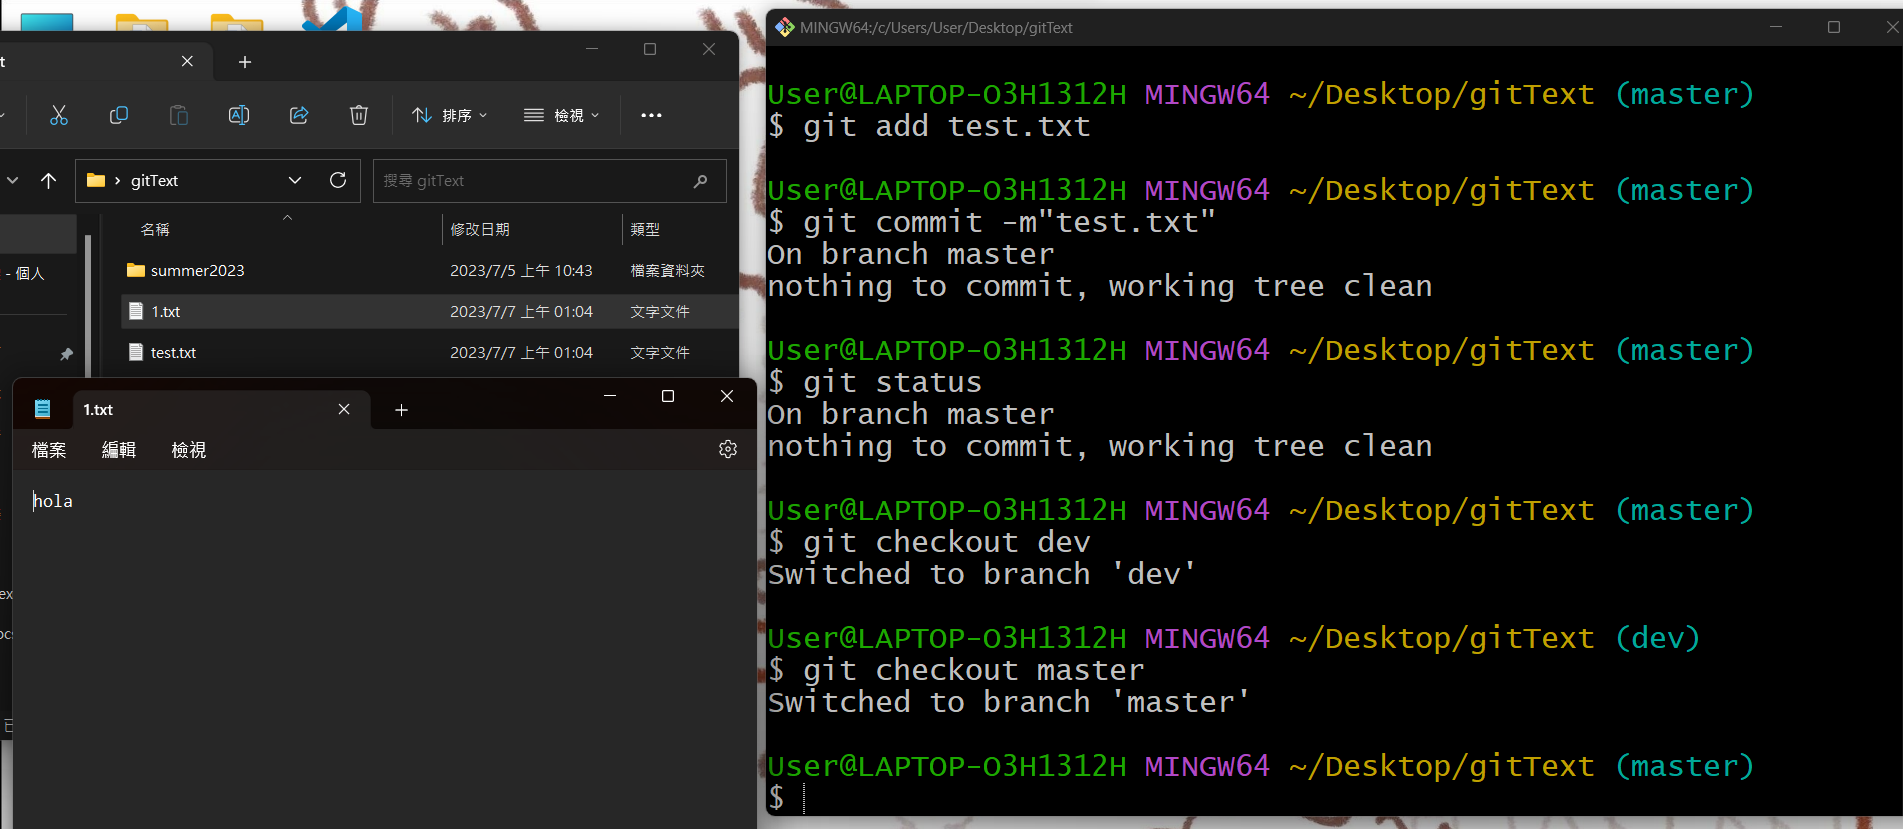 t
排序
檢視
gitText
搜尋 gitText
名稱
修改日期
類型
- 個人
summer2023
2023/7/5 上午 10:43
檔案資料夾
1.txt
2023/7/7 上午 01:04
文字文件
test.txt
2023/7/7 上午 01:04
文字文件
1.txt
檔案
編輯
檢視
hola
MINGW64:/c/Users/User/Desktop/gitText
User@LAPTOP-O3H1312H MINGW64 ~/Desktop/gitText (master)
$ git add test.txt
User@LAPTOP-O3H1312H MINGW64 ~/Desktop/gitText (master)
$ git commit -m"test.txt"
On branch master
nothing to commit, working tree clean
User@LAPTOP-O3H1312H MINGW64 ~/Desktop/gitText (master)
$ git status
On branch master
nothing to commit, working tree clean
User@LAPTOP-O3H1312H MINGW64 ~/Desktop/gitText (master)
$ git checkout dev
Switched to branch 'dev'
User@LAPTOP-O3H1312H MINGW64 ~/Desktop/gitText (dev)
$ git checkout master
Switched to branch 'master'
User@LAPTOP-O3H1312H MINGW64 ~/Desktop/gitText (master)
$